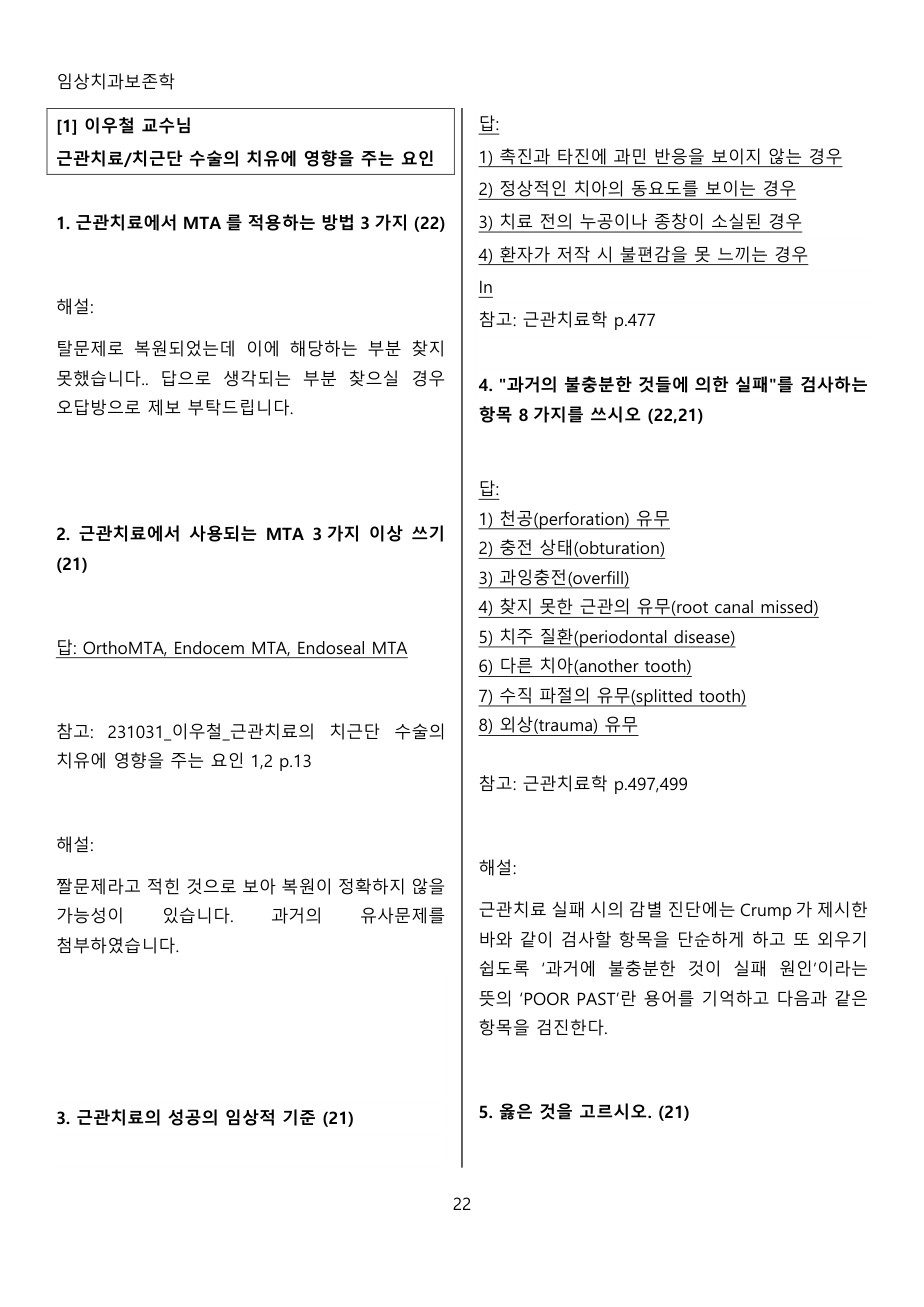 임상치과보존학
[1] 이우철 교수님
근관치료/치근단 수술의 치유에 영향을 주는 요인
1. 근관치료에서 MTA 를 적용하는 방법 3 가지 (22)
해설:
탈문제로 복원되었는데 이에 해당하는 부분 찾지
못했습니다.. 답으로 생각되는 부분 찾으실 경우
오답방으로 제보 부탁드립니다.
2. 근관치료에서 사용되는 MTA 3 가지 이상 쓰기
(21)
답: OrthoMTA, Endocem MTA, Endoseal MTA
참고: 231031_이우철_근관치료의 치근단 수술의
치유에 영향을 주는 요인 1,2 p.13
해설:
짤문제라고 적힌 것으로 보아 복원이 정확하지 않을
가능성이 있습니다. 과거의 유사문제를
첨부하였습니다.
3. 근관치료의 성공의 임상적 기준 (21)
답:
1) 촉진과 타진에 과민 반응을 보이지 않는 경우
2) 정상적인 치아의 동요도를 보이는 경우
3) 치료 전의 누공이나 종창이 소실된 경우
4) 환자가 저작 시 불편감을 못 느끼는 경우
In
참고: 근관치료학 p.477
4. "과거의 불충분한 것들에 의한 실패"를 검사하는
항목 8 가지를 쓰시오 (22,21)
답:
1) 천공(perforation) 유무
2) 충전 상태(obturation)
3) 과잉충전(overfill)
4) 찾지 못한 근관의 유무(root canal missed)
5) 치주 질환(periodontal disease)
6) 다른 치아(another tooth)
7) 수직 파절의 유무(splitted tooth)
8) 외상(trauma) 유무
참고: 근관치료학 p.497,499
해설:
근관치료 실패 시의 감별 진단에는 Crump 가 제시한
바와 같이 검사할 항목을 단순하게 하고 또 외우기
쉽도록 ‘과거에 불충분한 것이 실패 원인’이라는
뜻의 ‘POOR PAST’란 용어를 기억하고 다음과 같은
항목을 검진한다.
5. 옳은 것을 고르시오. (21)
22